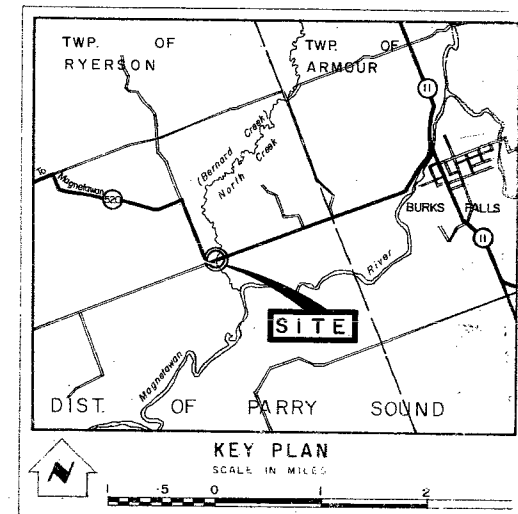 TWP. OF
RYERSON
TWP. OF
ARMOUR
11
(Bernard Creek)
North Creek
To Magnetawan
520
BURKS FALLS
11
River
SITE
Magnetawan
DIST. OF PARRY SOUND
N
KEY PLAN
SCALE IN MILES
1 .5 0 1 2